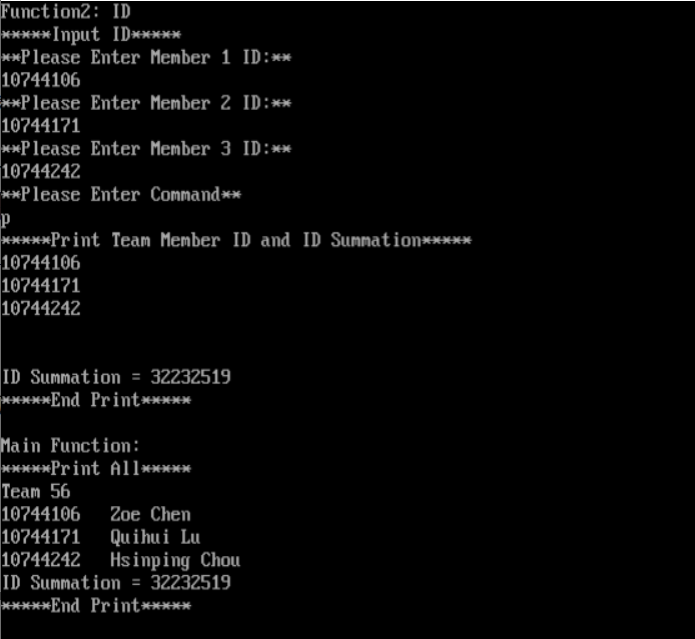 Function2: ID
*****Input ID*****
**Please Enter Member 1 ID:**
10744106
**Please Enter Member 2 ID:**
10744171
**Please Enter Member 3 ID:**
10744242
**Please Enter Command**
p
*****Print Team Member ID and ID Summation*****
10744106
10744171
10744242
ID Summation = 32232519
*****End Print*****
Main Function:
*****Print All*****
Team 56
10744106   Zoe Chen
10744171   Quihui Lu
10744242   Hsinping Chou
ID Summation = 32232519
*****End Print*****